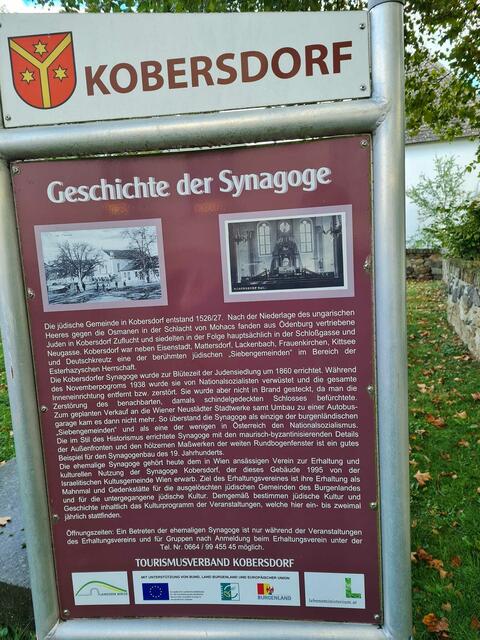 KOBERSDORF
Geschichte der Synagoge
Die jüdische Gemeinde in Kobersdorf entstand 1526/27. Nach der Niederlage des ungarischen
Heeres gegen die Osmanen in der Schlacht von Mohacs fanden aus Ödenburg vertriebene
Juden in Kobersdorf Zuflucht und siedelten in der Folge hauptsächlich in der Schloßgasse und
Neugasse. Kobersdorf war neben Eisenstadt, Mattersdorf, Lackenbach, Frauenkirchen, Kittsee
und Deutschkreutz eine der berühmten jüdischen „Siebengemeinden" im Bereich der
Esterhazyschen Herrschaft.
Die Kobersdorfer Synagoge wurde zur Blütezeit der Judensiedlung um 1860 errichtet. Während
des Novemberpogroms 1938 wurde sie von Nationalsozialisten verwüstet und die gesamte
Inneneinrichtung entfernt bzw. zerstört. Sie wurde aber nicht in Brand gesteckt, da man die
Zerstörung des benachbarten, damals schindelgedeckten Schlosses befürchtete.
Zum geplanten Verkauf an die Wiener Neustädter Stadtwerke samt Umbau zu einer Autobus-
garage kam es dann nicht mehr. So überstand die Synagoge als einzige der burgenländischen
„Siebengemeinden" und als eine der wenigen in Österreich den Nationalsozialismus.
Die im Stil des Historismus errichtete Synagoge mit den maurisch-byzantinisierenden Details
der Außenfronten und den hölzernen Maßwerken der weiten Rundbogenfenster ist ein gutes
Beispiel für den Synagogenbau des 19. Jahrhunderts.
Die ehemalige Synagoge gehört heute dem in Wien ansässigen Verein zur Erhaltung und
kulturellen Nutzung der Synagoge Kobersdorf, der dieses Gebäude 1995 von der
Israelitischen Kultusgemeinde Wien erwarb. Ziel des Erhaltungsvereines ist ihre Erhaltung als
Mahnmal und Gedenkstätte für die ausgelöschten jüdischen Gemeinden des Burgenlandes
und für die untergegangene jüdische Kultur. Demgemäß bestimmen jüdische Kultur und
Geschichte inhaltlich das Kulturprogramm der Veranstaltungen, welche hier ein- bis zweimal
jährlich stattfinden.
Öffnungszeiten: Ein Betreten der ehemaligen Synagoge ist nur während der Veranstaltungen
des Erhaltungsvereins und für Gruppen nach Anmeldung beim Erhaltungsverein unter der
Tel. Nr. 0664 / 99 455 45 möglich.
TOURISMUSVERBAND KOBERSDORF
MIT UNTERSTÜTZUNG VON BUND, LAND BURGENLAND UND EUROPÄISCHER UNION
BURGENLAND